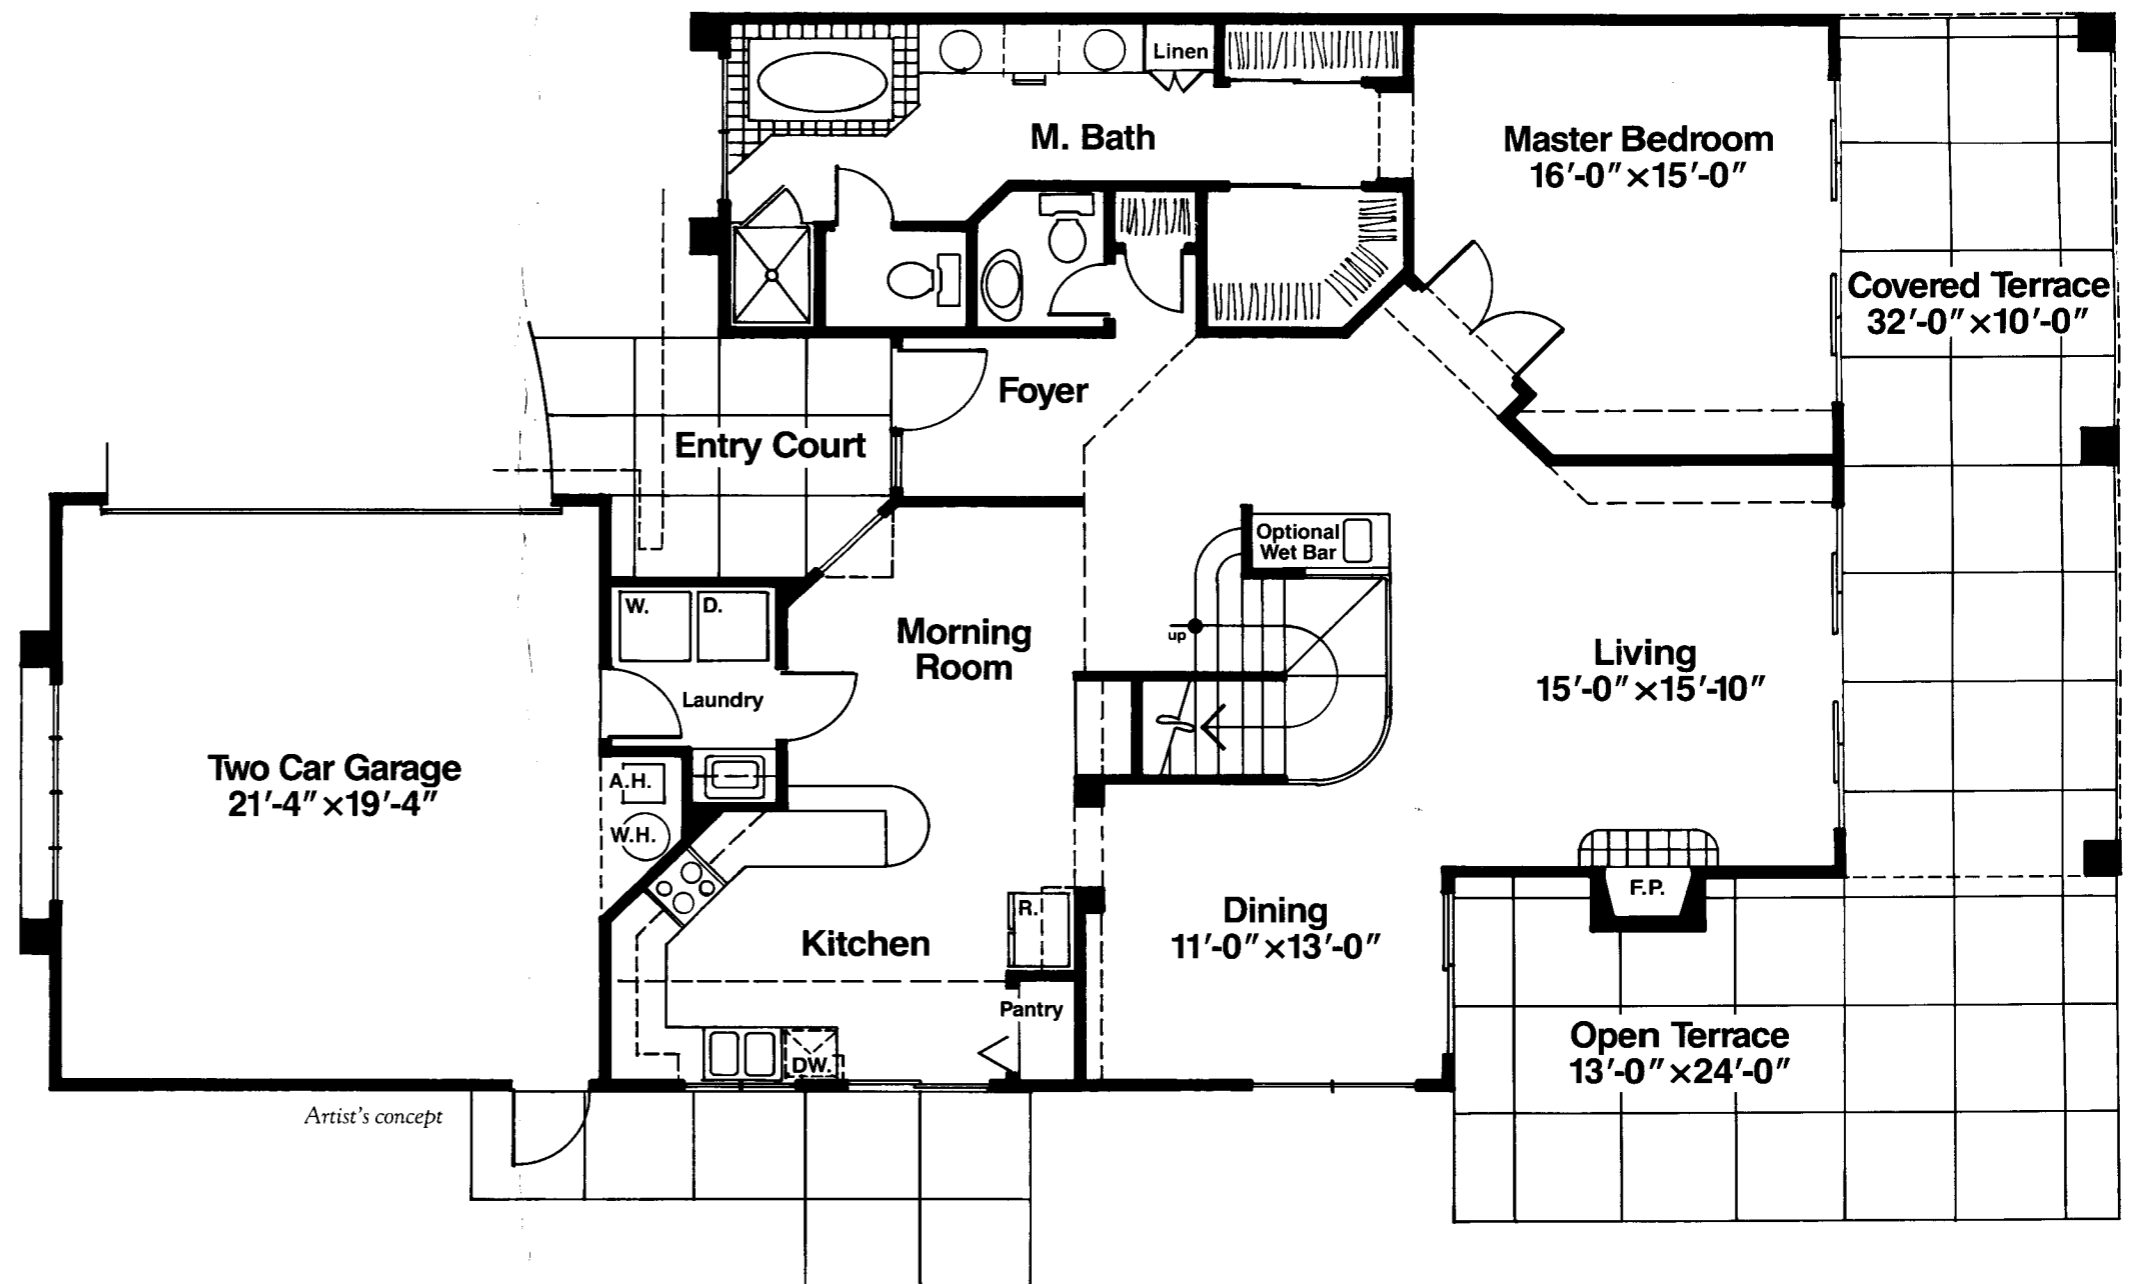 Linen
M. Bath
Master Bedroom
16'-0" ×15'-0"
Covered Terrace
32'-0" ×10'-0"
Foyer
Entry Court
Optional
Wet Bar
W.
D.
up
Morning
Room
Living
15'-0" ×15'-10"
Laundry
Two Car Garage
21'-4" ×19'-4"
A.H.
W.H.
F.P.
R.
Dining
11'-0" ×13'-0"
Kitchen
Pantry
Open Terrace
13'-0" ×24'-0"
DW.
Artist's concept